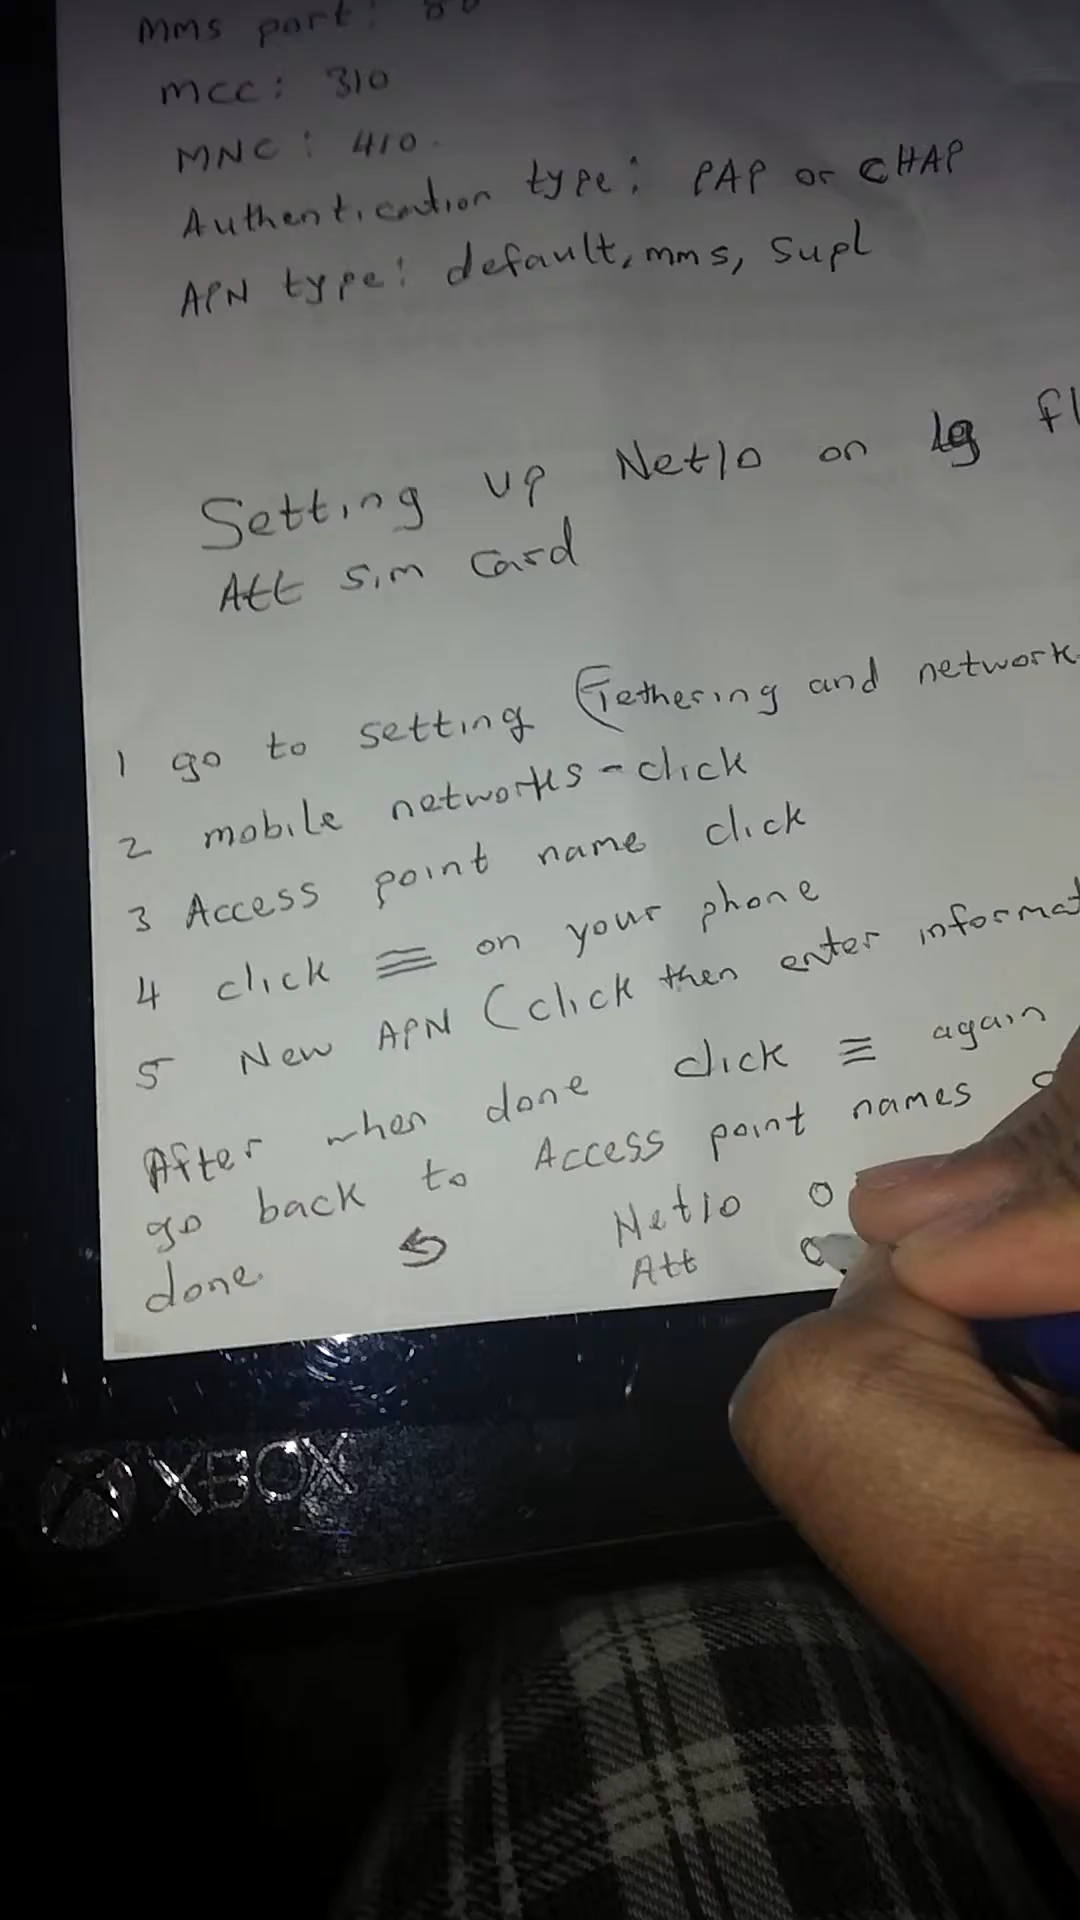 MMS port: 80
MCC: 310
MNC: 410.
Authentication type: PAP or CHAP
APN type: default, mms, supl
Setting up Net10 on lg
Att sim card
1 go to setting (Tethering and network
2 mobile networks - click
3 Access point name click
4 click ≡ on your phone
5 New APN (click then enter
After when done click ≡ again
go back to Access point names
done.
Net10 O
Att
XBOX